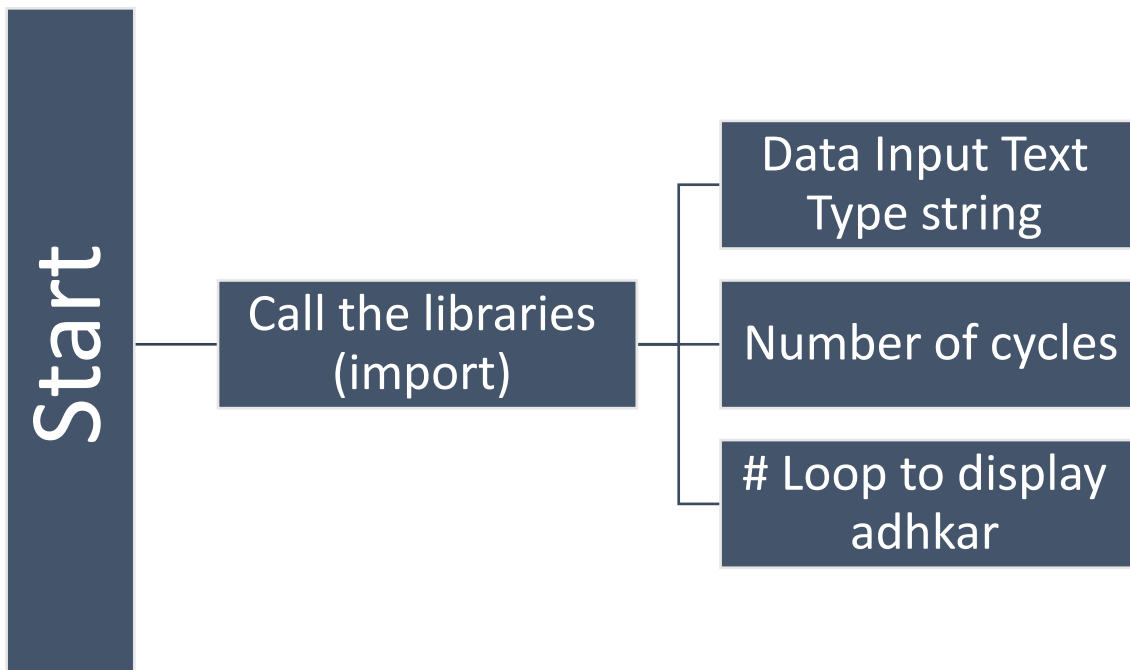 Start
Call the libraries
(import)
Data Input Text
Type string
Number of cycles
# Loop to display
adhkar